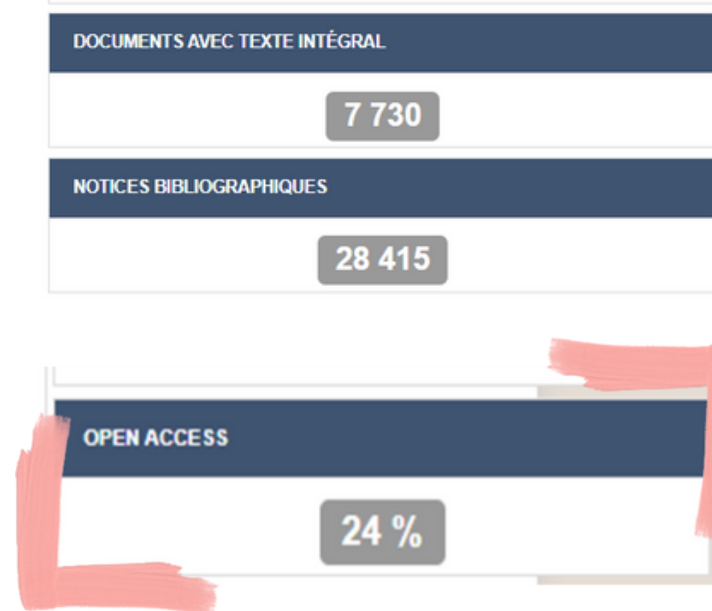 DOCUMENTS AVEC TEXTE INTÉGRAL
7 730
NOTICES BIBLIOGRAPHIQUES
28 415
OPEN ACCESS
24 %